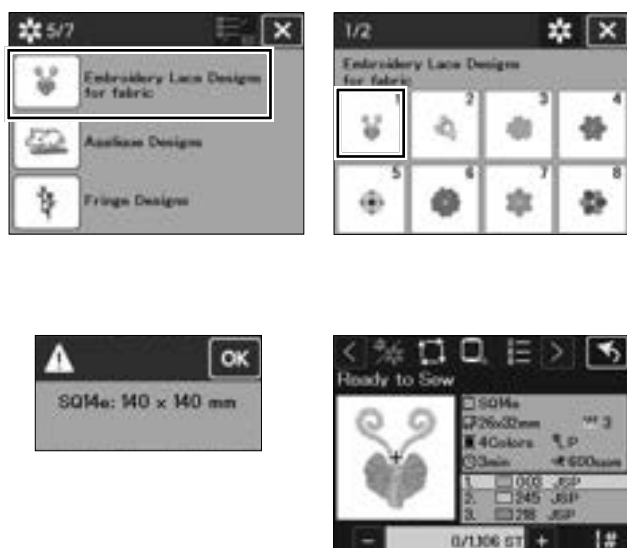 5/7
Embroidery Lace Designs
for fabric
Applique Designs
Fringe Designs
1/2
Embroidery Lace Designs
for fabric
1
2
3
4
5
6
7
8
OK
SQ14e: 140 x 140 mm
Ready to Sew
SQ14e
26x32mm 3
4Colors P
3min 600spm
1. 003 JSP
2. 245 JSP
3. 218 JSP
0/1,106 ST